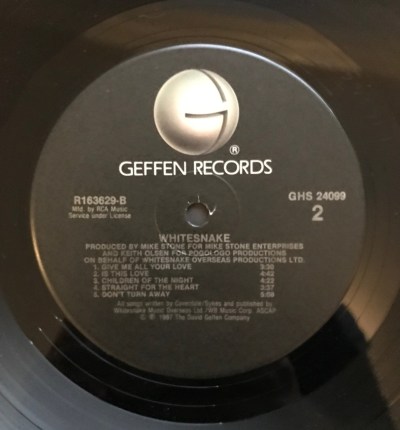 ®
GEFFEN RECORDS
R163629-B
Mfd. by RCA Music
Service under License
GHS 24099
2
WHITESNAKE
PRODUCED BY MIKE STONE FOR MIKE STONE ENTERPRISES
AND KEITH OLSEN FOR POGOLOGO PRODUCTIONS
ON BEHALF OF WHITESNAKE OVERSEAS PRODUCTIONS LTD.
1. GIVE ME ALL YOUR LOVE 3:30
2. IS THIS LOVE 4:43
3. CHILDREN OF THE NIGHT 4:23
4. STRAIGHT FOR THE HEART 3:37
5. DON'T TURN AWAY 5:09
All songs written by Coverdale/Sykes and published by
Whitesnake Music Overseas Ltd./WB Music Corp. ASCAP
© ℗ 1987 The David Geffen Company